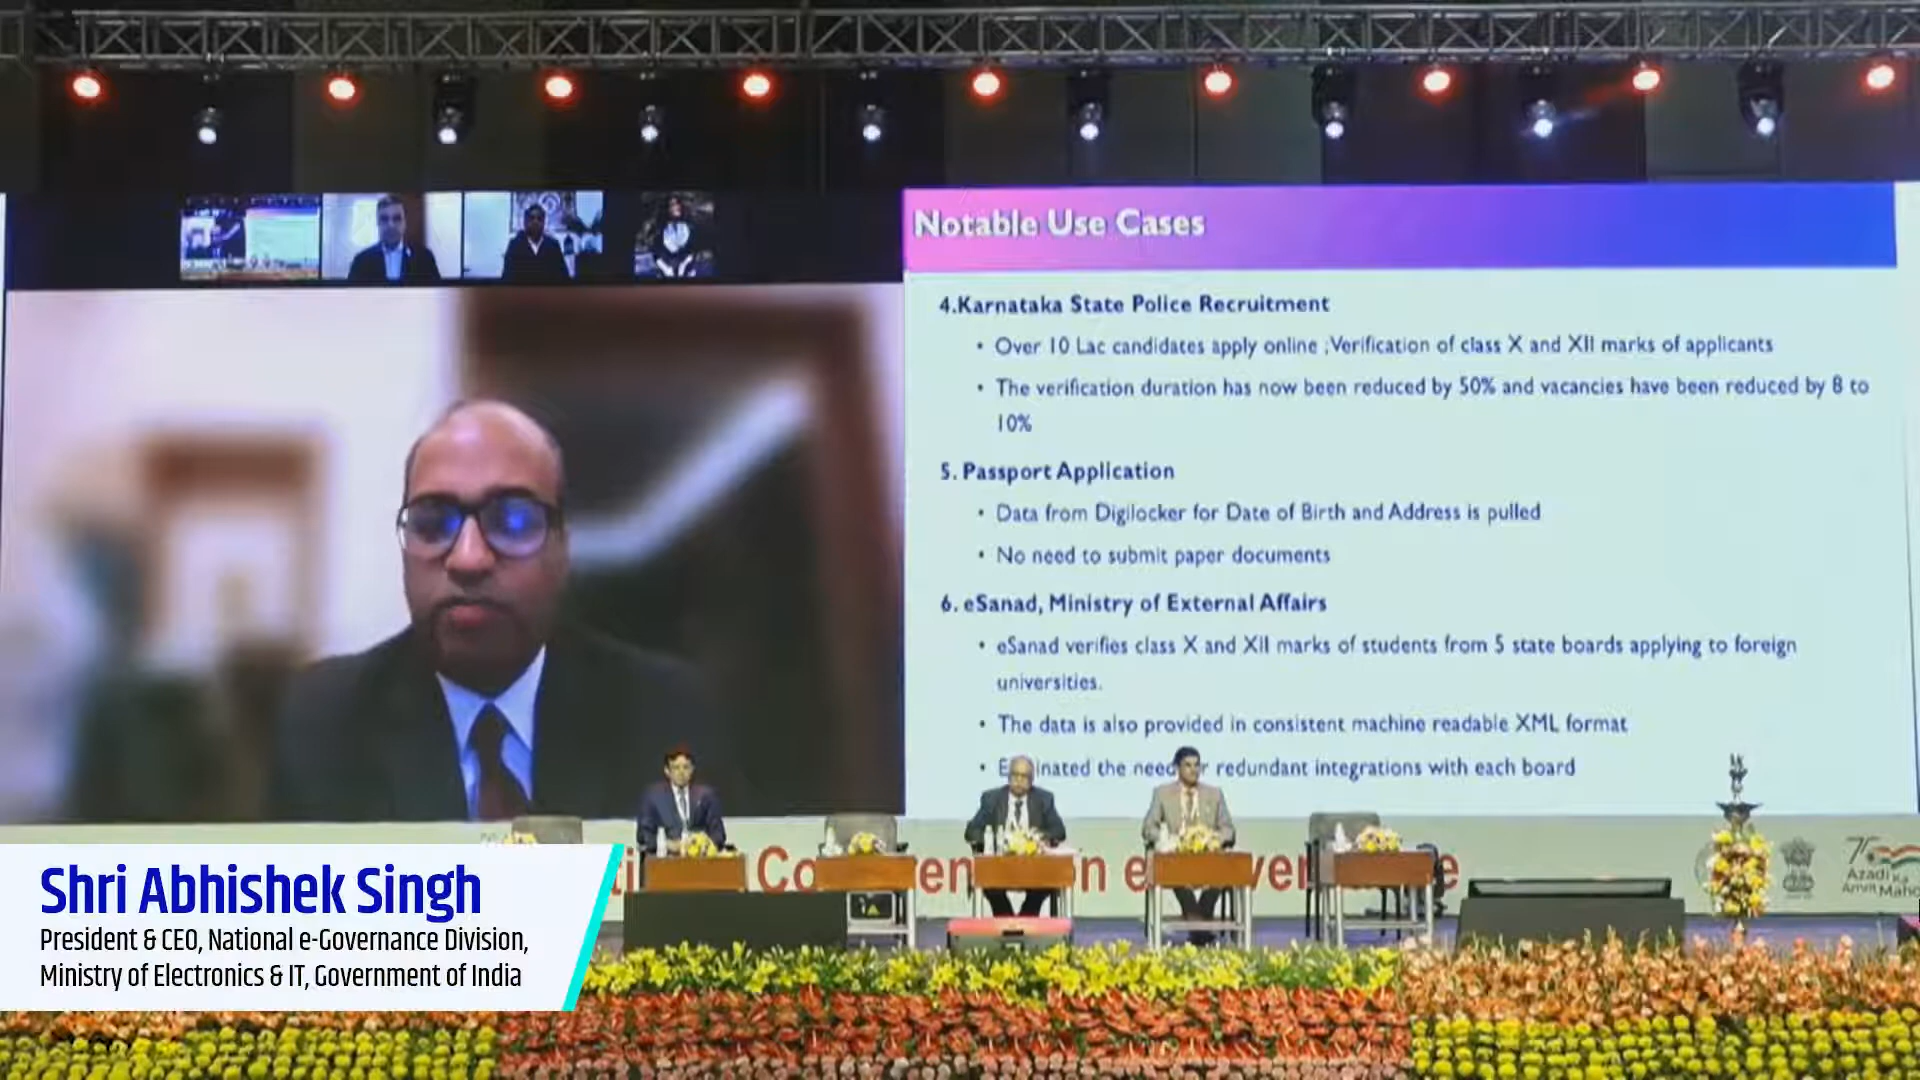 Notable Use Cases
4.Karnataka State Police Recruitment
• Over 10 Lac candidates apply online ;Verification of class X and XII marks of applicants
• The verification duration has now been reduced by 50% and vacancies have been reduced by 8 to
10%
5. Passport Application
• Data from Digilocker for Date of Birth and Address is pulled
• No need to submit paper documents
6. eSanad, Ministry of External Affairs
• eSanad verifies class X and XII marks of students from 5 state boards applying to foreign
universities.
• The data is also provided in consistent machine readable XML format
• inated the need redundant integrations with each board
Azadi Ka
Amrit Maho
Shri Abhishek Singh
President & CEO, National e-Governance Division,
Ministry of Electronics & IT, Government of India